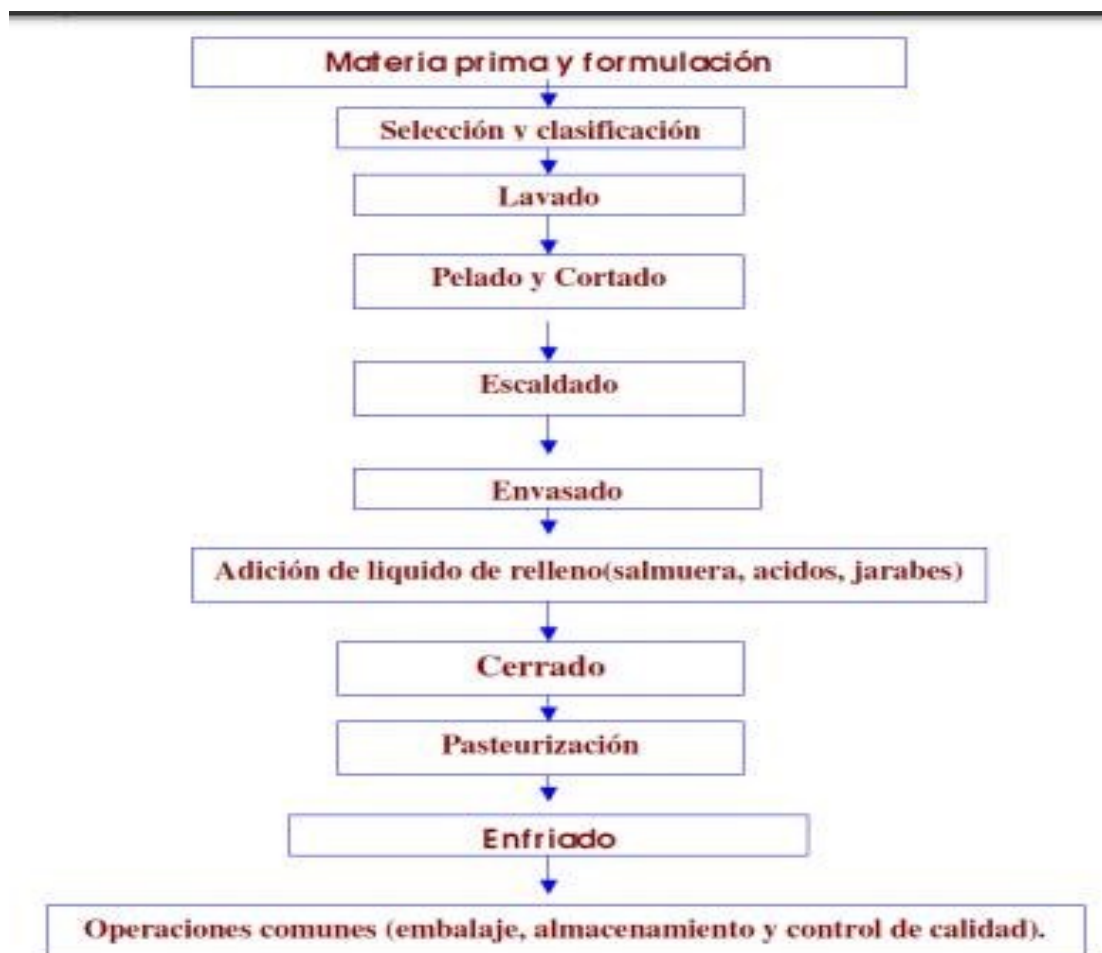 Materia prima y formulación
Selección y clasificación
Lavado
Pelado y Cortado
Escaldado
Envasado
Adición de liquido de relleno(salmuera, acidos, jarabes)
Cerrado
Pasteurización
Enfriado
Operaciones comunes (embalaje, almacenamiento y control de calidad).